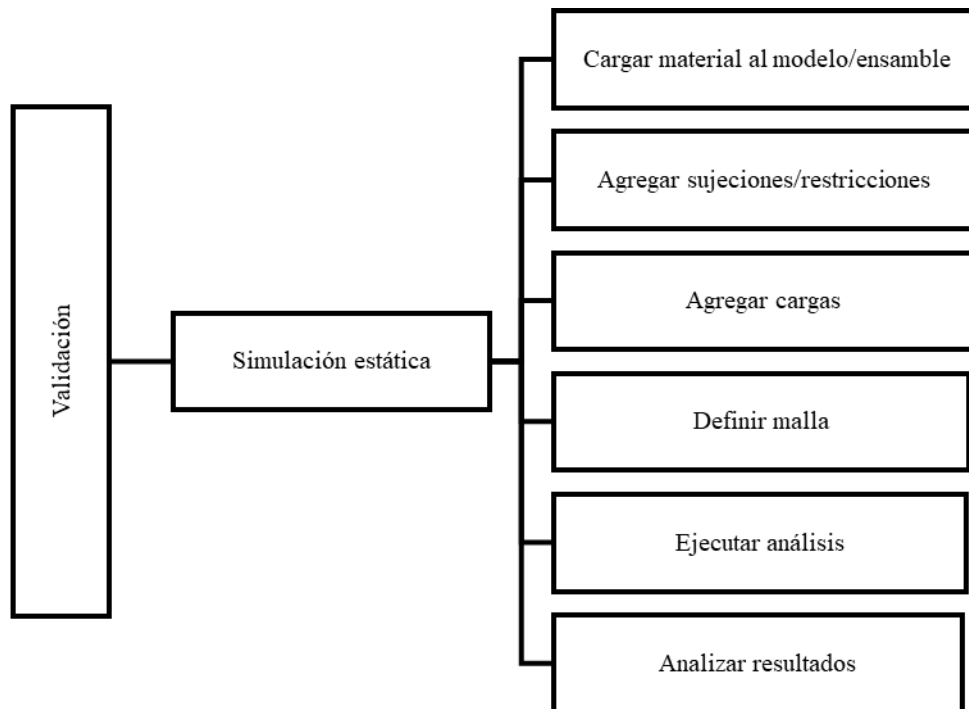 Validación
Simulación estática
Cargar material al modelo/ensamble
Agregar sujeciones/restricciones
Agregar cargas
Definir malla
Ejecutar análisis
Analizar resultados